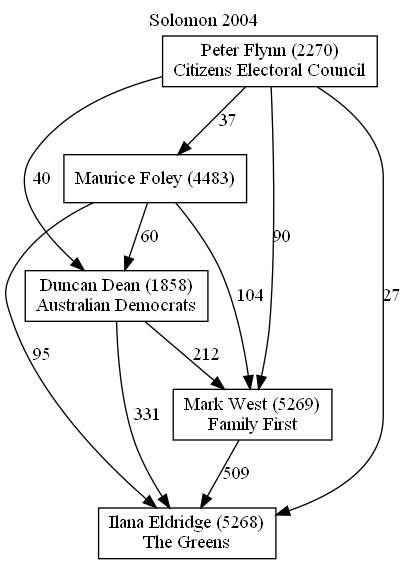 Solomon 2004
Peter Flynn (2270)
Citizens Electoral Council
37
Maurice Foley (4483)
40
60
90
Duncan Dean (1858)
Australian Democrats
104
27
95
212
331
Mark West (5269)
Family First
509
Ilana Eldridge (5268)
The Greens